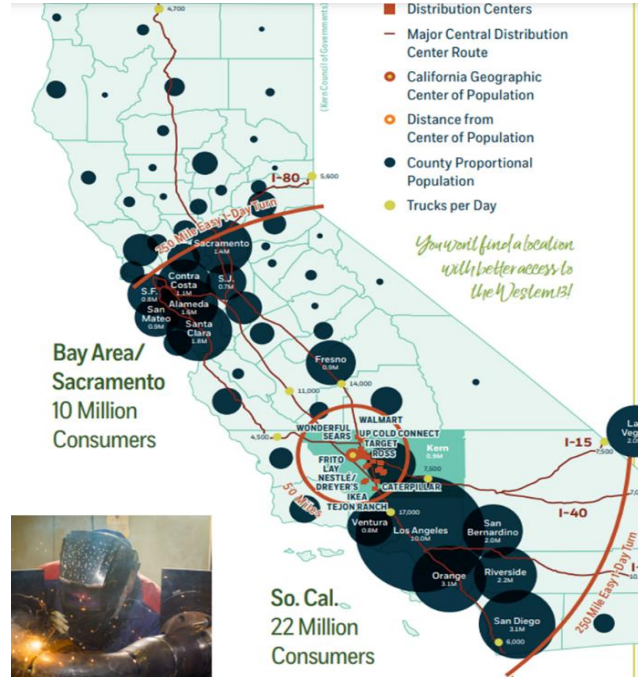 Distribution Centers
Major Central Distribution
Center Route
California Geographic
Center of Population
Distance from
Center of Population
County Proportional
Population
Trucks per Day
You won't find a location
with better access to
the Western 13!
(Kern Council of Governments)
4,700
I-80
5,600
250 Mile Easy 1-Day Turn
Sacramento
1.4M
Contra
Costa
1.1M
S.J.
0.7M
S.F.
0.8M
Alameda
1.6M
San
Mateo
0.9M
Santa
Clara
1.8M
Bay Area/
Sacramento
10 Million
Consumers
Fresno
0.9M
11,000
14,000
WALMART
WONDERFUL
SEARS
UP COLD CONNECT
TARGET
ROSS
4,500
Kern
0.9M
FRITO
LAY
NESTLE/
DREYER'S
7,500
CATERPILLAR
IKEA
TEJON RANCH
50 Miles
I-15
7,500
2.0
I-40
17,000
Ventura
0.8M
Los Angeles
10.0M
San
Bernardino
2.0M
Orange
3.1M
Riverside
2.2M
San Diego
3.1M
6,000
250 Mile Easy 1-Day Turn
So. Cal.
22 Million
Consumers